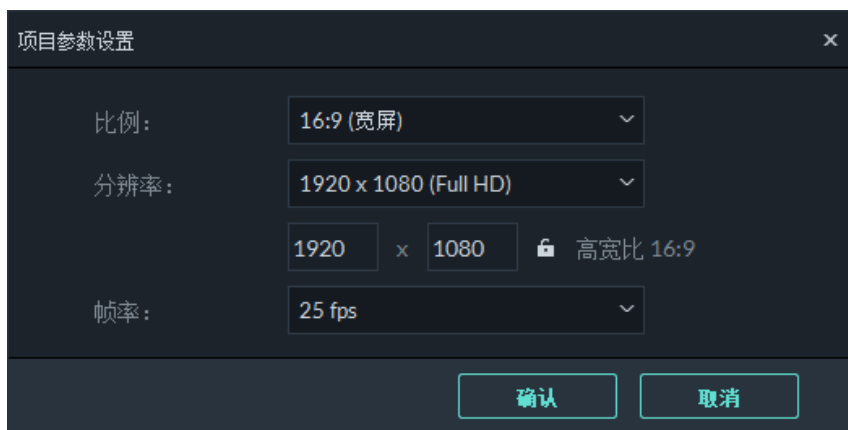 项目参数设置 ×
比例： 16:9 (宽屏)
分辨率： 1920 x 1080 (Full HD)
1920 x 1080 高宽比 16:9
帧率： 25 fps
确认 取消